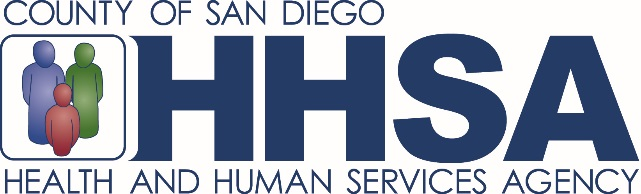 COUNTY OF SAN DIEGO
HHSA
HEALTH AND HUMAN SERVICES AGENCY